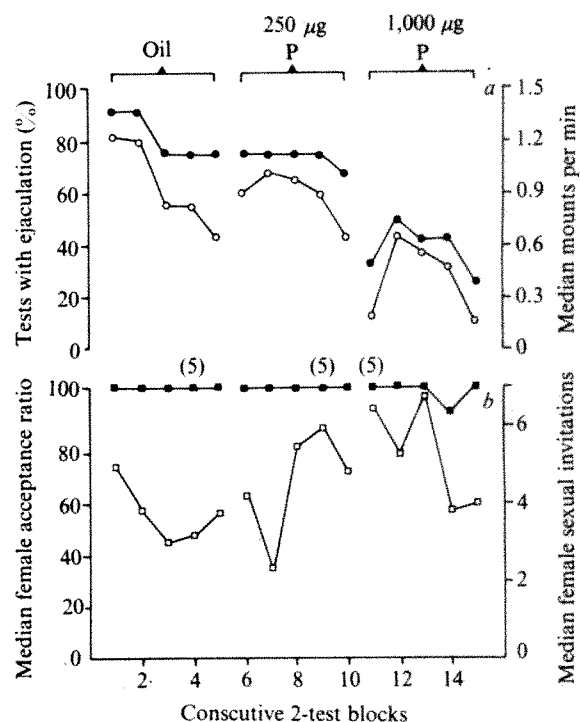 250 µg 1,000 µg
Oil P P
a
Tests with ejaculation (%)
100
80
60
40
20
0
1.5
1.2
0.9
0.6
0.3
0
Median mounts per min
(5) (5) (5)
b
Median female acceptance ratio
100
80
60
40
20
0
6
4
2
0
Median female sexual invitations
2 4 6 8 10 12 14
Conscutive 2-test blocks